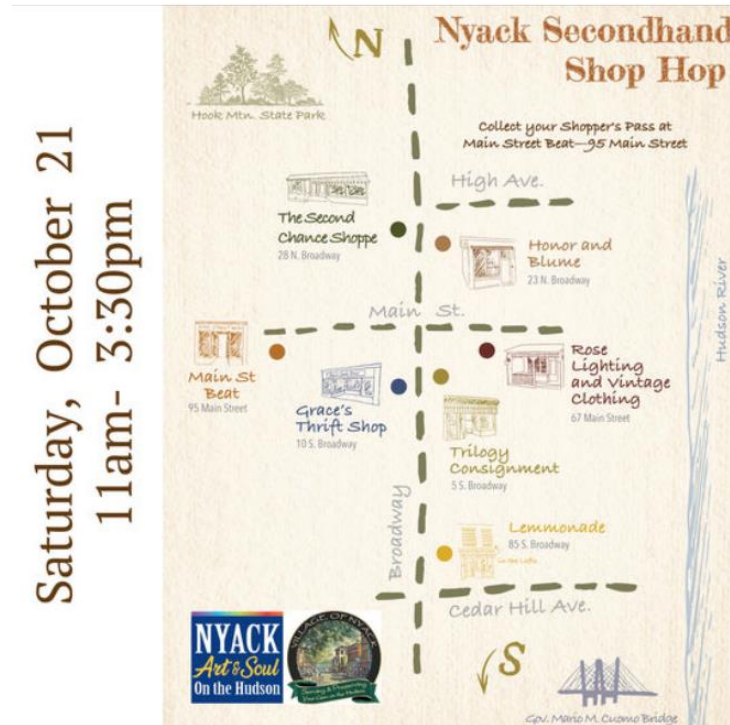 Saturday, October 21
11am- 3:30pm
N
Nyack Secondhand
Shop Hop
Hook Mtn. State Park
Collect your Shopper's Pass at
Main Street Beat—95 Main Street
High Ave.
The Second
Chance Shoppe
28 N. Broadway
Honor and
Blume
23 N. Broadway
Hudson River
Main St.
Main St
Beat
95 Main Street
Grace's
Thrift Shop
10 S. Broadway
Rose
Lighting
and Vintage
Clothing
67 Main Street
Trilogy
Consignment
5 S. Broadway
Broadway
Lemmonade
85 S. Broadway
Cedar Hill Ave.
NYACK
Art & Soul
On the Hudson
VILLAGE OF NYACK
S
Gov. Mario M. Cuomo Bridge